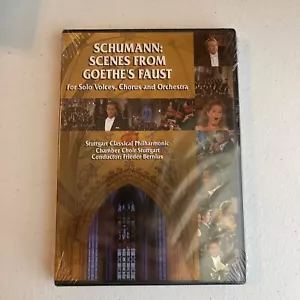 SCHUMANN:
SCENES FROM
GOETHE'S FAUST
For Solo Voices, Chorus and Orchestra
Stuttgart Classical Philharmonic
Chamber Choir Stuttgart
Conductor: Frieder Bernius